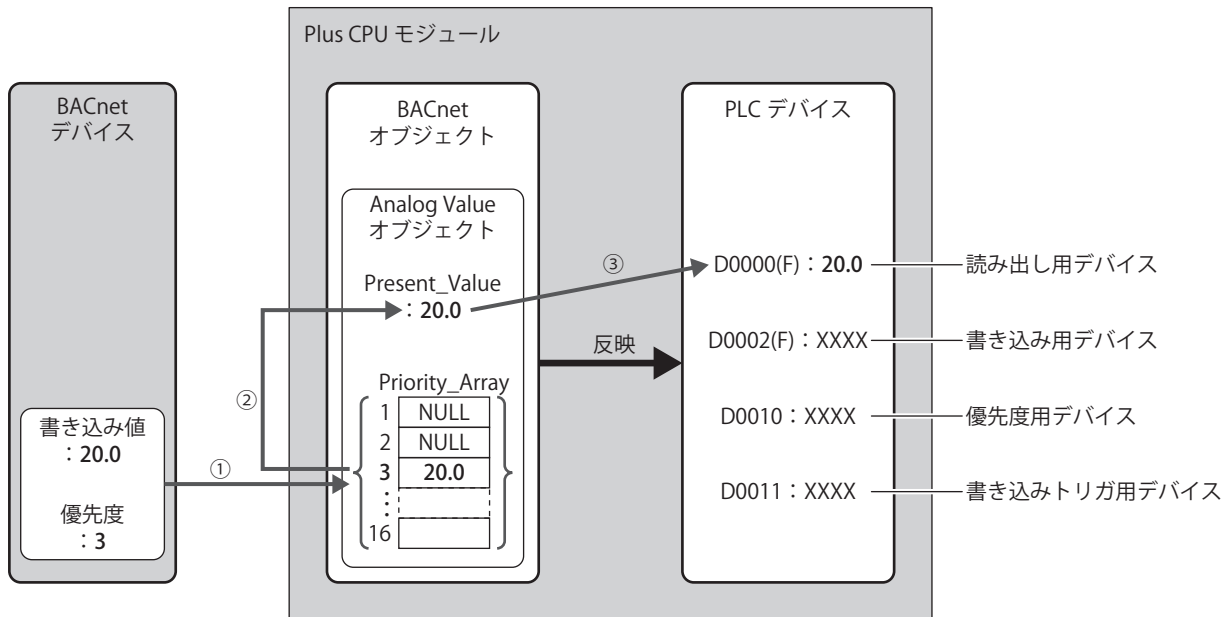 Plus CPU モジュール
BACnet
デバイス
書き込み値
：20.0
優先度
：3
①
②
BACnet
オブジェクト
Analog Value
オブジェクト
Present_Value
：20.0
Priority_Array
1 NULL
2 NULL
3 20.0
⋮
16
③
反映
PLC デバイス
D0000(F)：20.0 読み出し用デバイス
D0002(F)：XXXX 書き込み用デバイス
D0010：XXXX 優先度用デバイス
D0011：XXXX 書き込みトリガ用デバイス